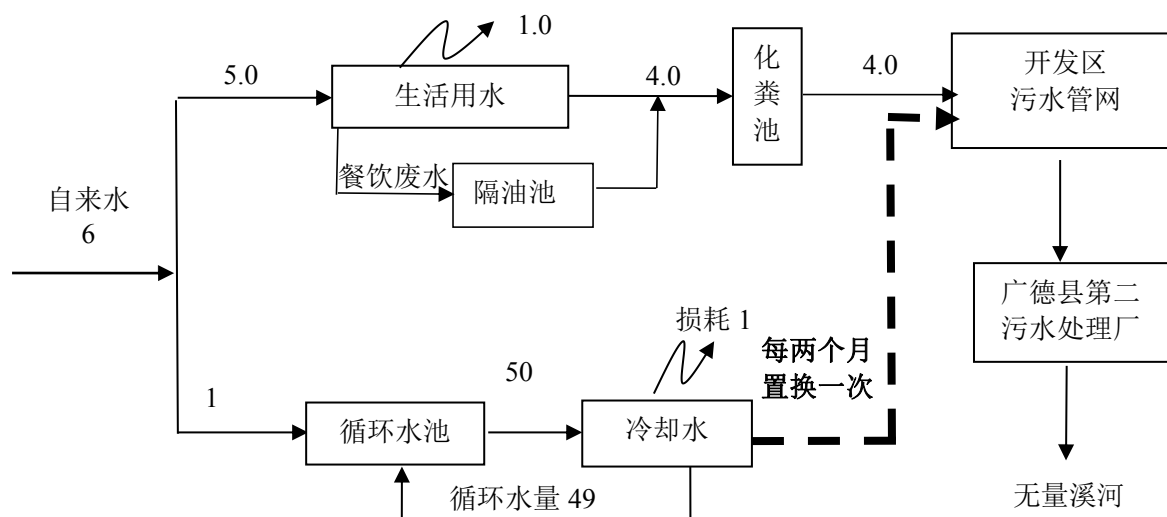 1.0
5.0
生活用水
4.0
化
粪
池
4.0
开发区
污水管网
餐饮废水
隔油池
自来水
6
广德县第二
污水处理厂
损耗 1
每两个月
置换一次
1
50
循环水池
冷却水
循环水量 49
无量溪河